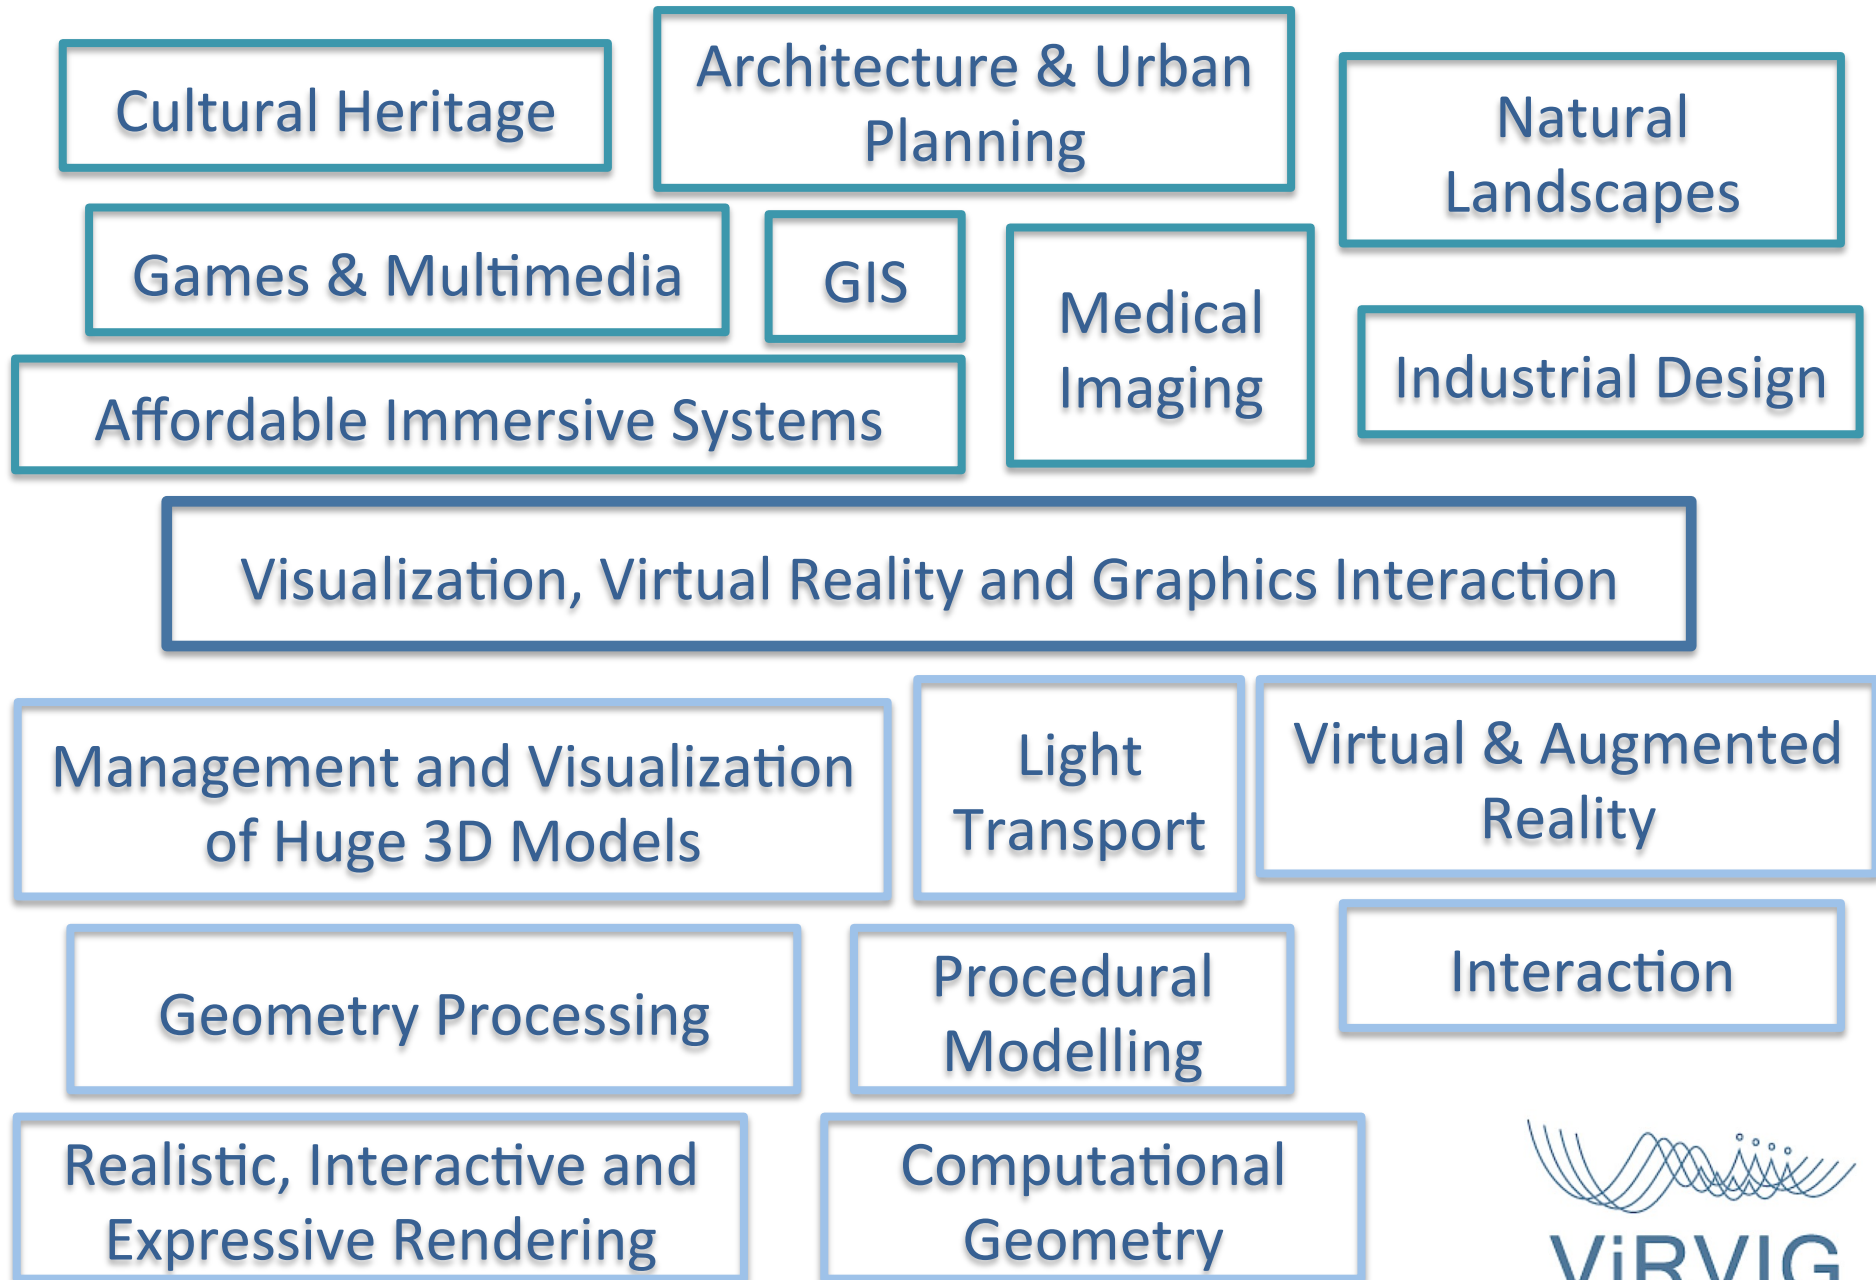 Cultural Heritage
Architecture & Urban
Planning
Natural
Landscapes
Games & Multimedia
GIS
Medical
Imaging
Industrial Design
Affordable Immersive Systems
Visualization, Virtual Reality and Graphics Interaction
Management and Visualization
of Huge 3D Models
Light
Transport
Virtual & Augmented
Reality
Geometry Processing
Procedural
Modelling
Interaction
Realistic, Interactive and
Expressive Rendering
Computational
Geometry
ViRVIG